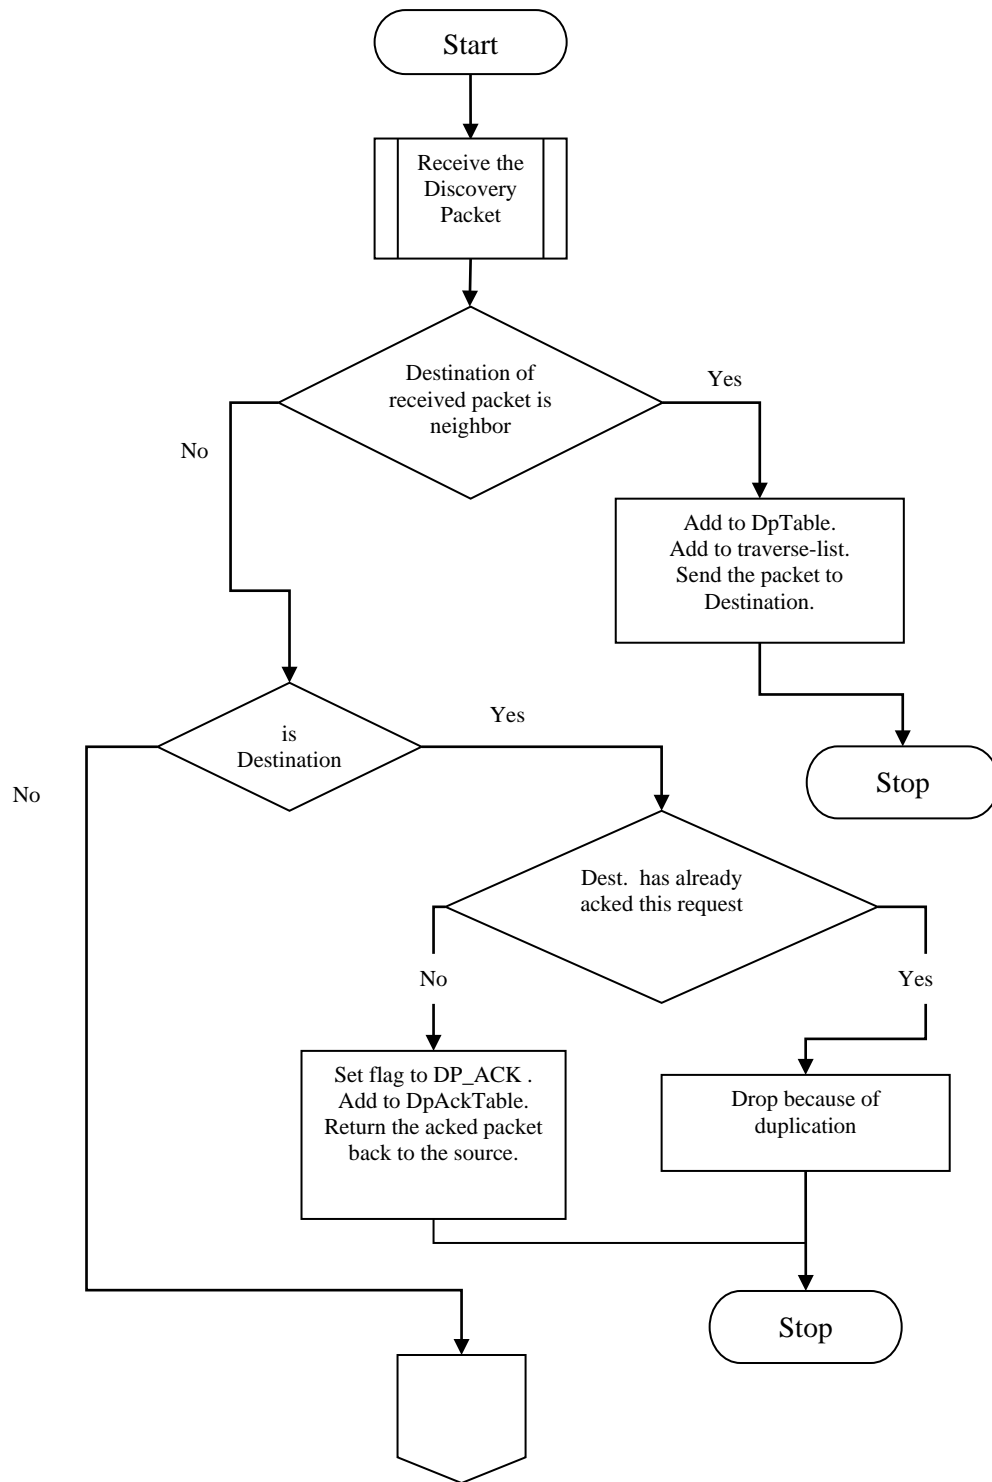 Start
Receive the
Discovery
Packet
Destination of
received packet is
neighbor
Yes
No
Add to DpTable.
Add to traverse-list.
Send the packet to
Destination.
Stop
is
Destination
Yes
No
Dest.  has already
acked this request
No
Yes
Set flag to DP_ACK .
Add to DpAckTable.
Return the acked packet
back to the source.
Drop because of
duplication
Stop